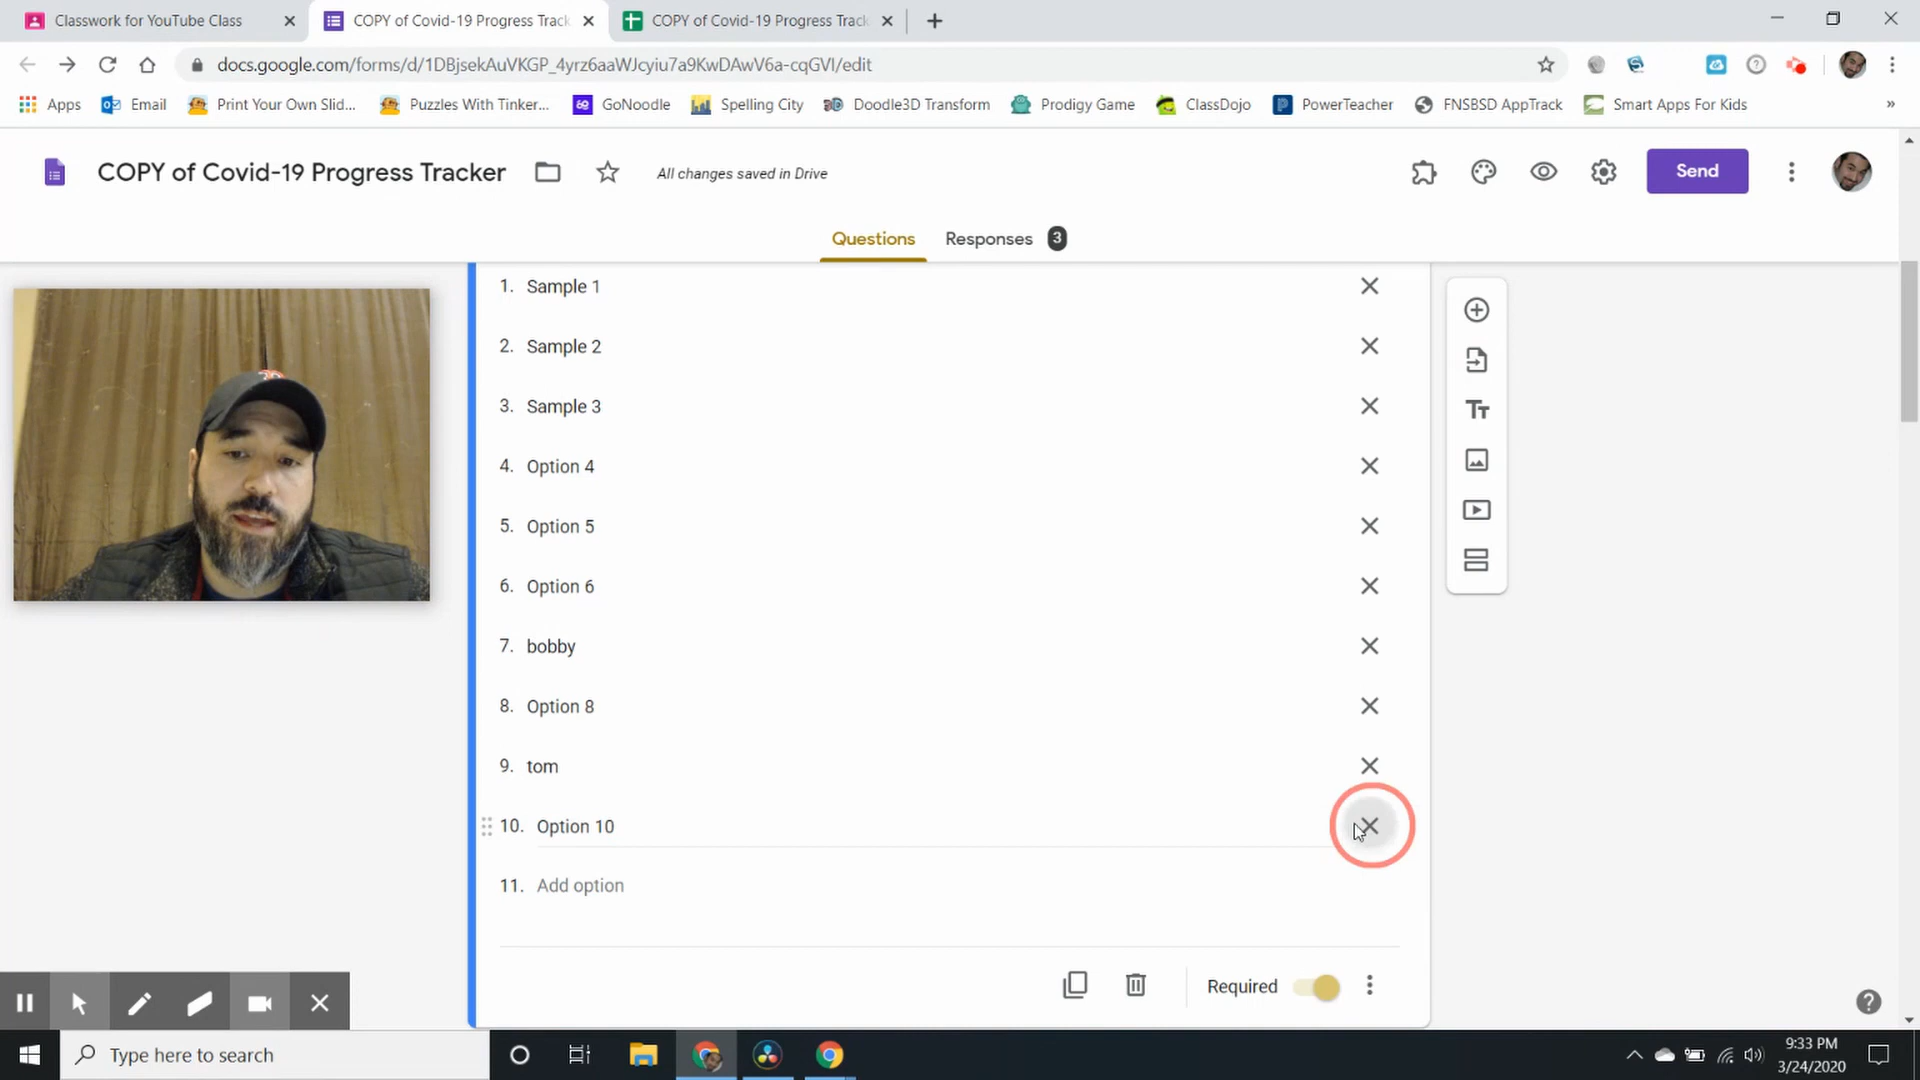 Classwork for YouTube Class
COPY of Covid-19 Progress Track
COPY of Covid-19 Progress Track
docs.google.com/forms/d/1DBjsekAuVKGP_4yrz6aaWJcyiu7a9KwDAwV6a-cqGVI/edit
Apps
Email
Print Your Own Slid...
Puzzles With Tinker...
GoNoodle
Spelling City
Doodle3D Transform
Prodigy Game
ClassDojo
PowerTeacher
FNSBSD AppTrack
Smart Apps For Kids
»
COPY of Covid-19 Progress Tracker
All changes saved in Drive
Send
Questions
Responses 3
1. Sample 1
2. Sample 2
3. Sample 3
4. Option 4
5. Option 5
6. Option 6
7. bobby
8. Option 8
9. tom
10. Option 10
11. Add option
Required
Type here to search
9:33 PM
3/24/2020